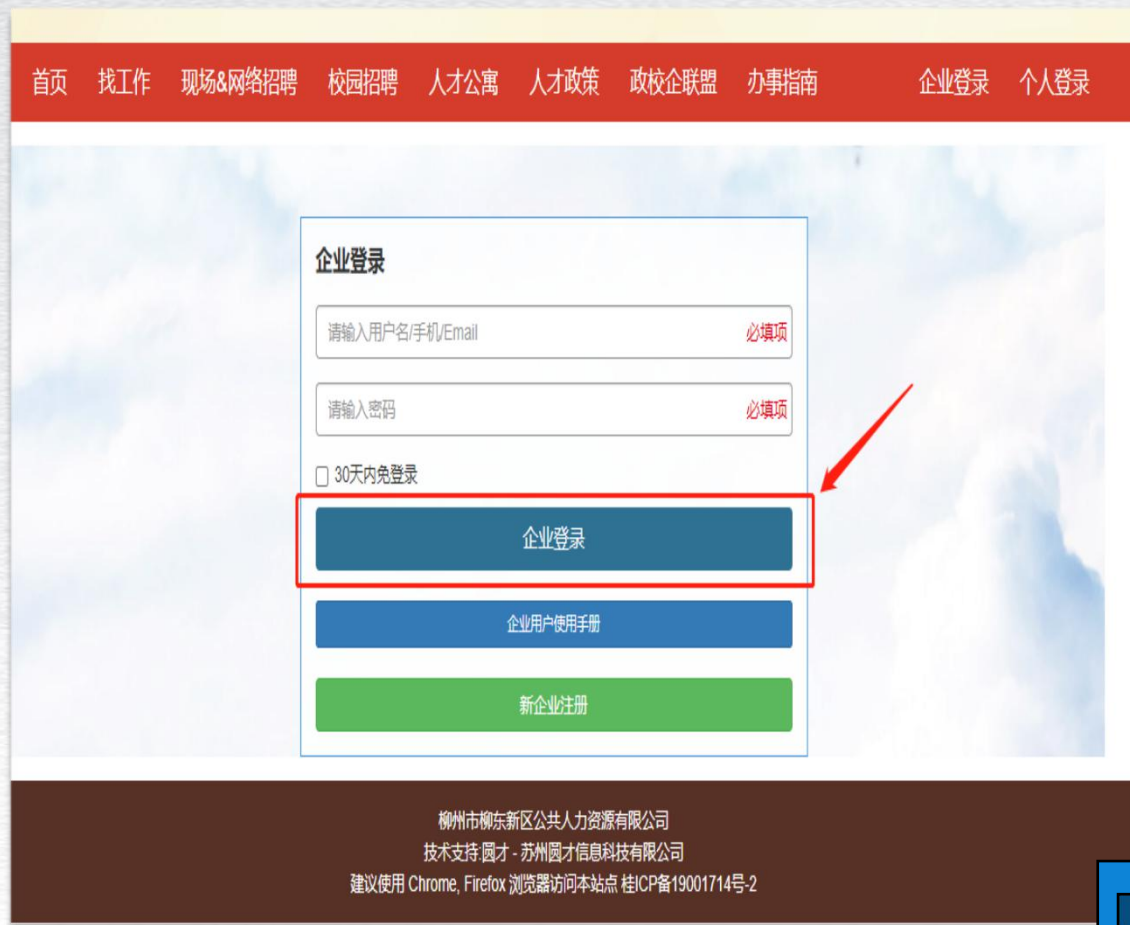 首页 找工作 现场&网络招聘 校园招聘 人才公寓 人才政策 政校企联盟 办事指南 企业登录 个人登录
企业登录
请输入用户名/手机/Email 必填项
请输入密码 必填项
30天内免登录
企业登录
企业用户使用手册
新企业注册
柳州市柳东新区公共人力资源有限公司
技术支持:圆才 - 苏州圆才信息科技有限公司
建议使用 Chrome, Firefox 浏览器访问本站点 桂ICP备19001714号-2